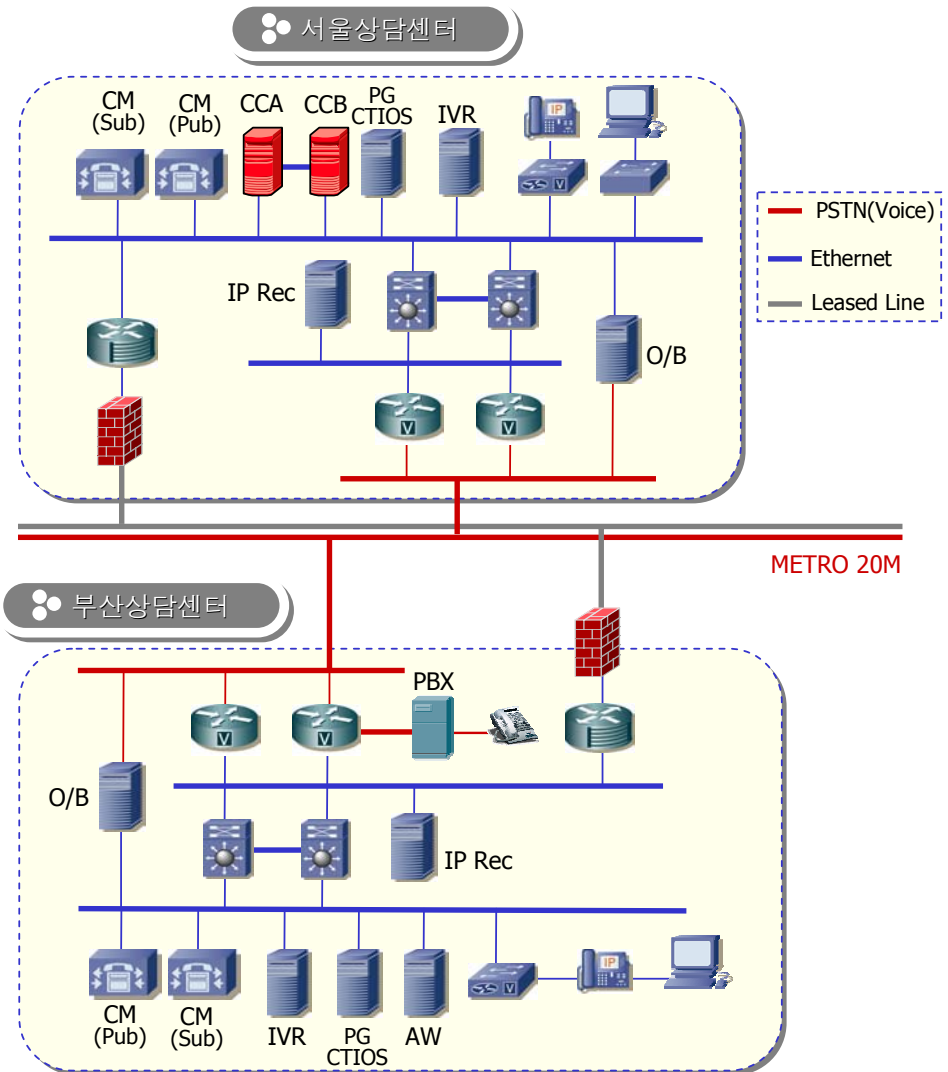 서울상담센터
CM
(Sub)
CM
(Pub)
CCA
CCB
PG
CTIOS
IVR
IP
V
PSTN(Voice)
Ethernet
Leased Line
IP Rec
O/B
V
V
METRO 20M
부산상담센터
PBX
V
V
O/B
IP Rec
V
IP
CM
(Pub)
CM
(Sub)
IVR
PG
CTIOS
AW